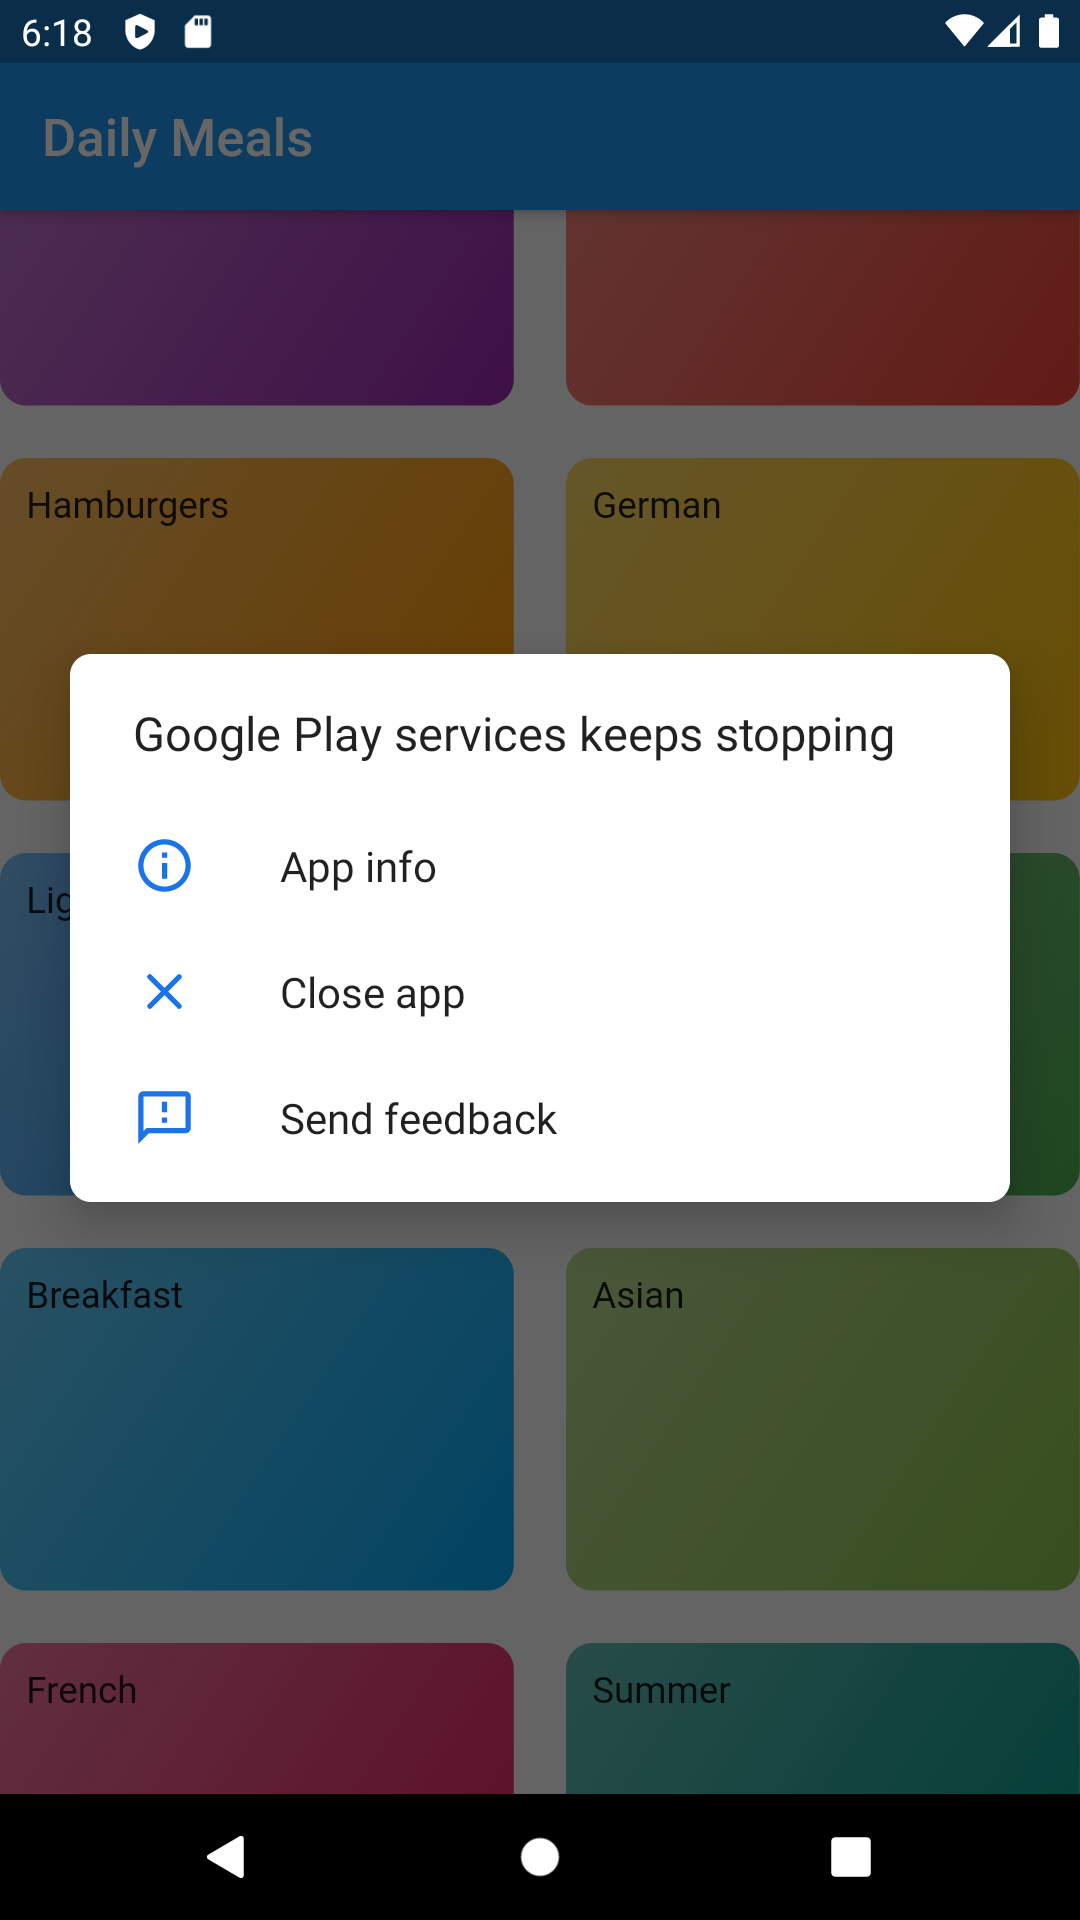 6:18
Daily Meals
Hamburgers
German
Google Play services keeps stopping
App info
Close app
Send feedback
Breakfast
Asian
French
Summer